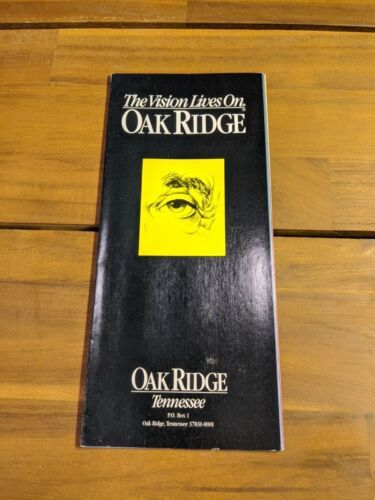 The Vision Lives On.
OAK RIDGE
OAK RIDGE
Tennessee
P.O. Box 1
Oak Ridge, Tennessee 37831-0001